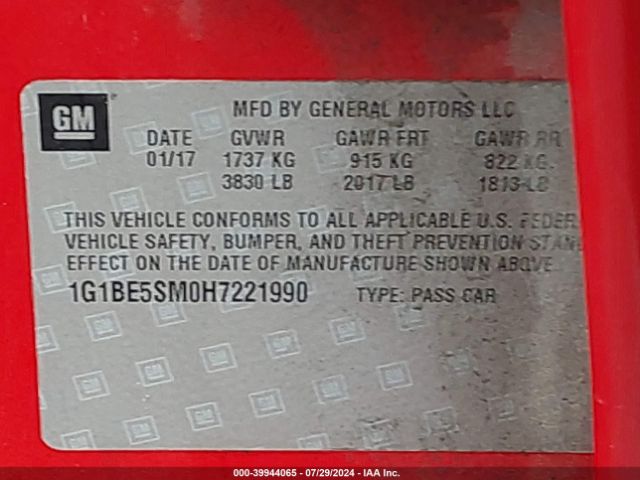 GM
MFD BY GENERAL MOTORS LLC
DATE GVWR GAWR FRT GAWR RR
01/17 1737 KG 915 KG 822 KG
3830 LB 2017 LB 1813 LB
THIS VEHICLE CONFORMS TO ALL APPLICABLE U.S. FEDER
VEHICLE SAFETY, BUMPER, AND THEFT PREVENTION STAN
EFFECT ON THE DATE OF MANUFACTURE SHOWN ABOVE.
1G1BE5SM0H7221990 TYPE: PASS CAR
000-39944065 - 07/29/2024 - IAA Inc.